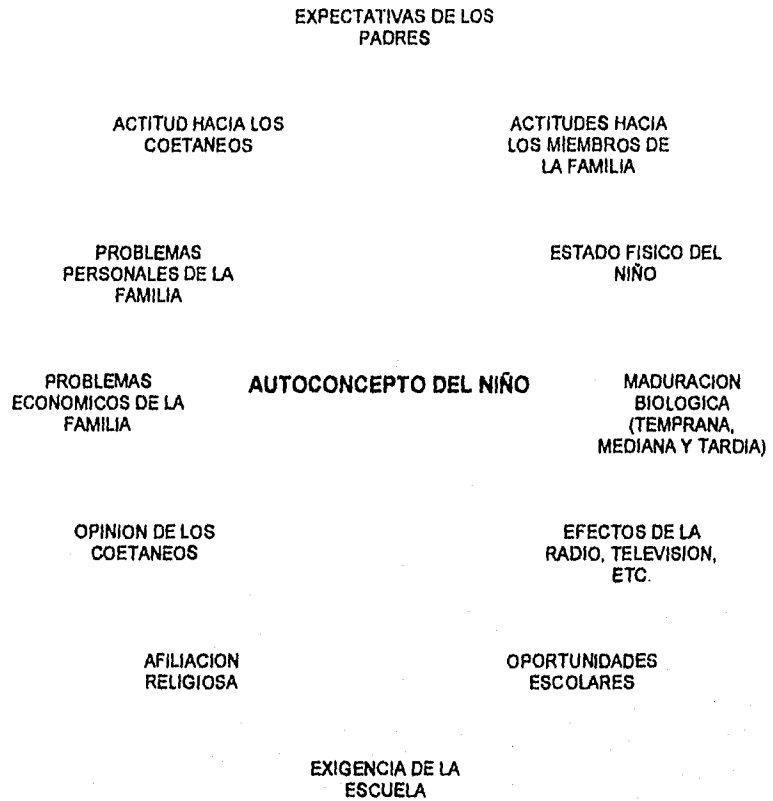 EXPECTATIVAS DE LOS
PADRES
ACTITUD HACIA LOS
COETANEOS
ACTITUDES HACIA
LOS MIEMBROS DE
LA FAMILIA
PROBLEMAS
PERSONALES DE LA
FAMILIA
ESTADO FISICO DEL
NIÑO
PROBLEMAS
ECONOMICOS DE LA
FAMILIA
AUTOCONCEPTO DEL NIÑO
MADURACION
BIOLOGICA
(TEMPRANA,
MEDIANA Y TARDIA)
OPINION DE LOS
COETANEOS
EFECTOS DE LA
RADIO, TELEVISION,
ETC.
AFILIACION
RELIGIOSA
OPORTUNIDADES
ESCOLARES
EXIGENCIA DE LA
ESCUELA